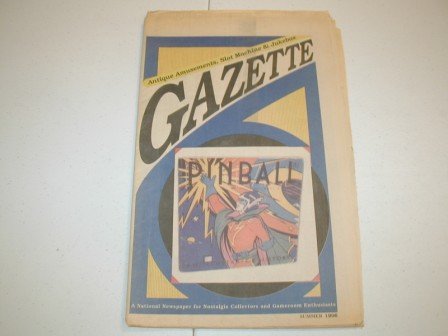 Antique Amusements, Slot Machine & Jukebox
GAZETTE
PINBALL
A National Newspaper for Nostalgia Collectors and Gameroom Enthusiasts
SUMMER 1996